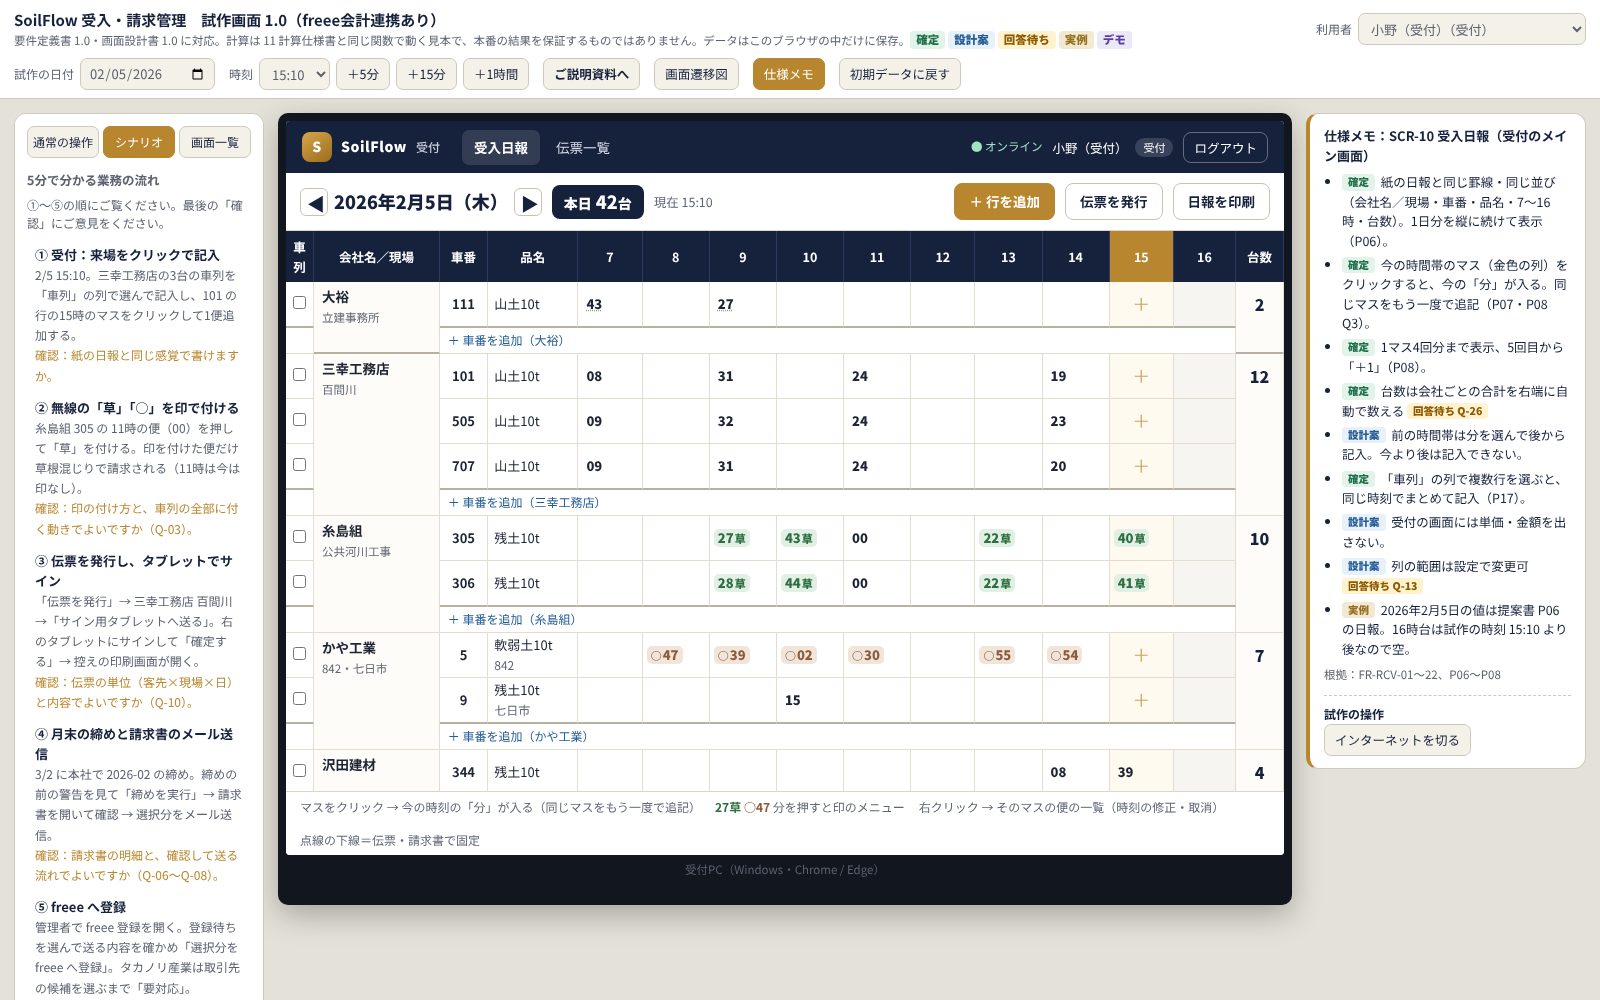 SoilFlow 受入・請求管理　試作画面 1.0（freee会計連携あり）
要件定義書 1.0・画面設計書 1.0 に対応。計算は 11 計算仕様書と同じ関数で動く見本で、本番の結果を保証するものではありません。データはこのブラウザの中だけに保存。 確定 設計案 回答待ち 実例 デモ
利用者 小野（受付）（受付）
試作の日付 02/05/2026 時刻 15:10 ＋5分 ＋15分 ＋1時間 ご説明資料へ 画面遷移図 仕様メモ 初期データに戻す
通常の操作 シナリオ 画面一覧
5分で分かる業務の流れ
①〜⑤の順にご覧ください。最後の「確
認」にご意見をください。
① 受付：来場をクリックで記入
2/5 15:10。三幸工務店の3台の車列を
「車列」の列で選んで記入し、101 の
行の15時のマスをクリックして1便追
加する。
確認：紙の日報と同じ感覚で書けます
か。
② 無線の「草」「○」を印で付ける
糸島組 305 の 11時の便（00）を押し
て「草」を付ける。印を付けた便だけ
草根混じりで請求される（11時は今は
印なし）。
確認：印の付け方と、車列の全部に付
く動きでよいですか（Q-03）。
③ 伝票を発行し、タブレットでサ
イン
「伝票を発行」→ 三幸工務店 百間川
→「サイン用タブレットへ送る」。右
のタブレットにサインして「確定す
る」→ 控えの印刷画面が開く。
確認：伝票の単位（客先×現場×日）
と内容でよいですか（Q-10）。
④ 月末の締めと請求書のメール送
信
3/2 に本社で 2026-02 の締め。締めの
前の警告を見て「締めを実行」→ 請求
書を開いて確認 → 選択分をメール送
信。
確認：請求書の明細と、確認して送る
流れでよいですか（Q-06〜Q-08）。
⑤ freee へ登録
管理者で freee 登録を開く。登録待ち
を選んで送る内容を確かめ「選択分を
freee へ登録」。タカノリ産業は取引先
の候補を選ぶまで「要対応」。
S SoilFlow 受付 受入日報 伝票一覧 オンライン 小野（受付） 受付 ログアウト
◀ 2026年2月5日（木） ▶ 本日 42台 現在 15:10 ＋ 行を追加 伝票を発行 日報を印刷
車列 会社名／現場 車番 品名 7 8 9 10 11 12 13 14 15 16 台数
大裕 立建事務所 111 山土10t 43 27 ＋ 2
＋ 車番を追加（大裕）
三幸工務店 百間川 101 山土10t 08 31 24 19 ＋ 12
505 山土10t 09 32 24 23 ＋
707 山土10t 09 31 24 20 ＋
＋ 車番を追加（三幸工務店）
糸島組 公共河川工事 305 残土10t 27草 43草 00 22草 40草 10
306 残土10t 28草 44草 00 22草 41草
＋ 車番を追加（糸島組）
かや工業 842・七日市 5 軟弱土10t 842 ○47 ○39 ○02 ○30 ○55 ○54 ＋ 7
9 残土10t 七日市 15 ＋
＋ 車番を追加（かや工業）
沢田建材 344 残土10t 08 39 4
マスをクリック → 今の時刻の「分」が入る（同じマスをもう一度で追記） 27草 ○47 分を押すと印のメニュー 右クリック → そのマスの便の一覧（時刻の修正・取消）
点線の下線＝伝票・請求書で固定
受付PC（Windows・Chrome / Edge）
仕様メモ：SCR-10 受入日報（受付のメイ
ン画面）
確定 紙の日報と同じ罫線・同じ並び
（会社名／現場・車番・品名・7〜16
時・台数）。1日分を縦に続けて表示
（P06）。
確定 今の時間帯のマス（金色の列）を
クリックすると、今の「分」が入る。同
じマスをもう一度で追記（P07・P08
Q3）。
確定 1マス4回分まで表示、5回目から
「＋1」（P08）。
確定 台数は会社ごとの合計を右端に自
動で数える 回答待ち Q-26
設計案 前の時間帯は分を選んで後から
記入。今より後は記入できない。
確定 「車列」の列で複数行を選ぶと、
同じ時刻でまとめて記入（P17）。
設計案 受付の画面には単価・金額を出
さない。
設計案 列の範囲は設定で変更可
回答待ち Q-13
実例 2026年2月5日の値は提案書 P06
の日報。16時台は試作の時刻 15:10 より
後なので空。
根拠：FR-RCV-01〜22、P06〜P08
試作の操作
インターネットを切る